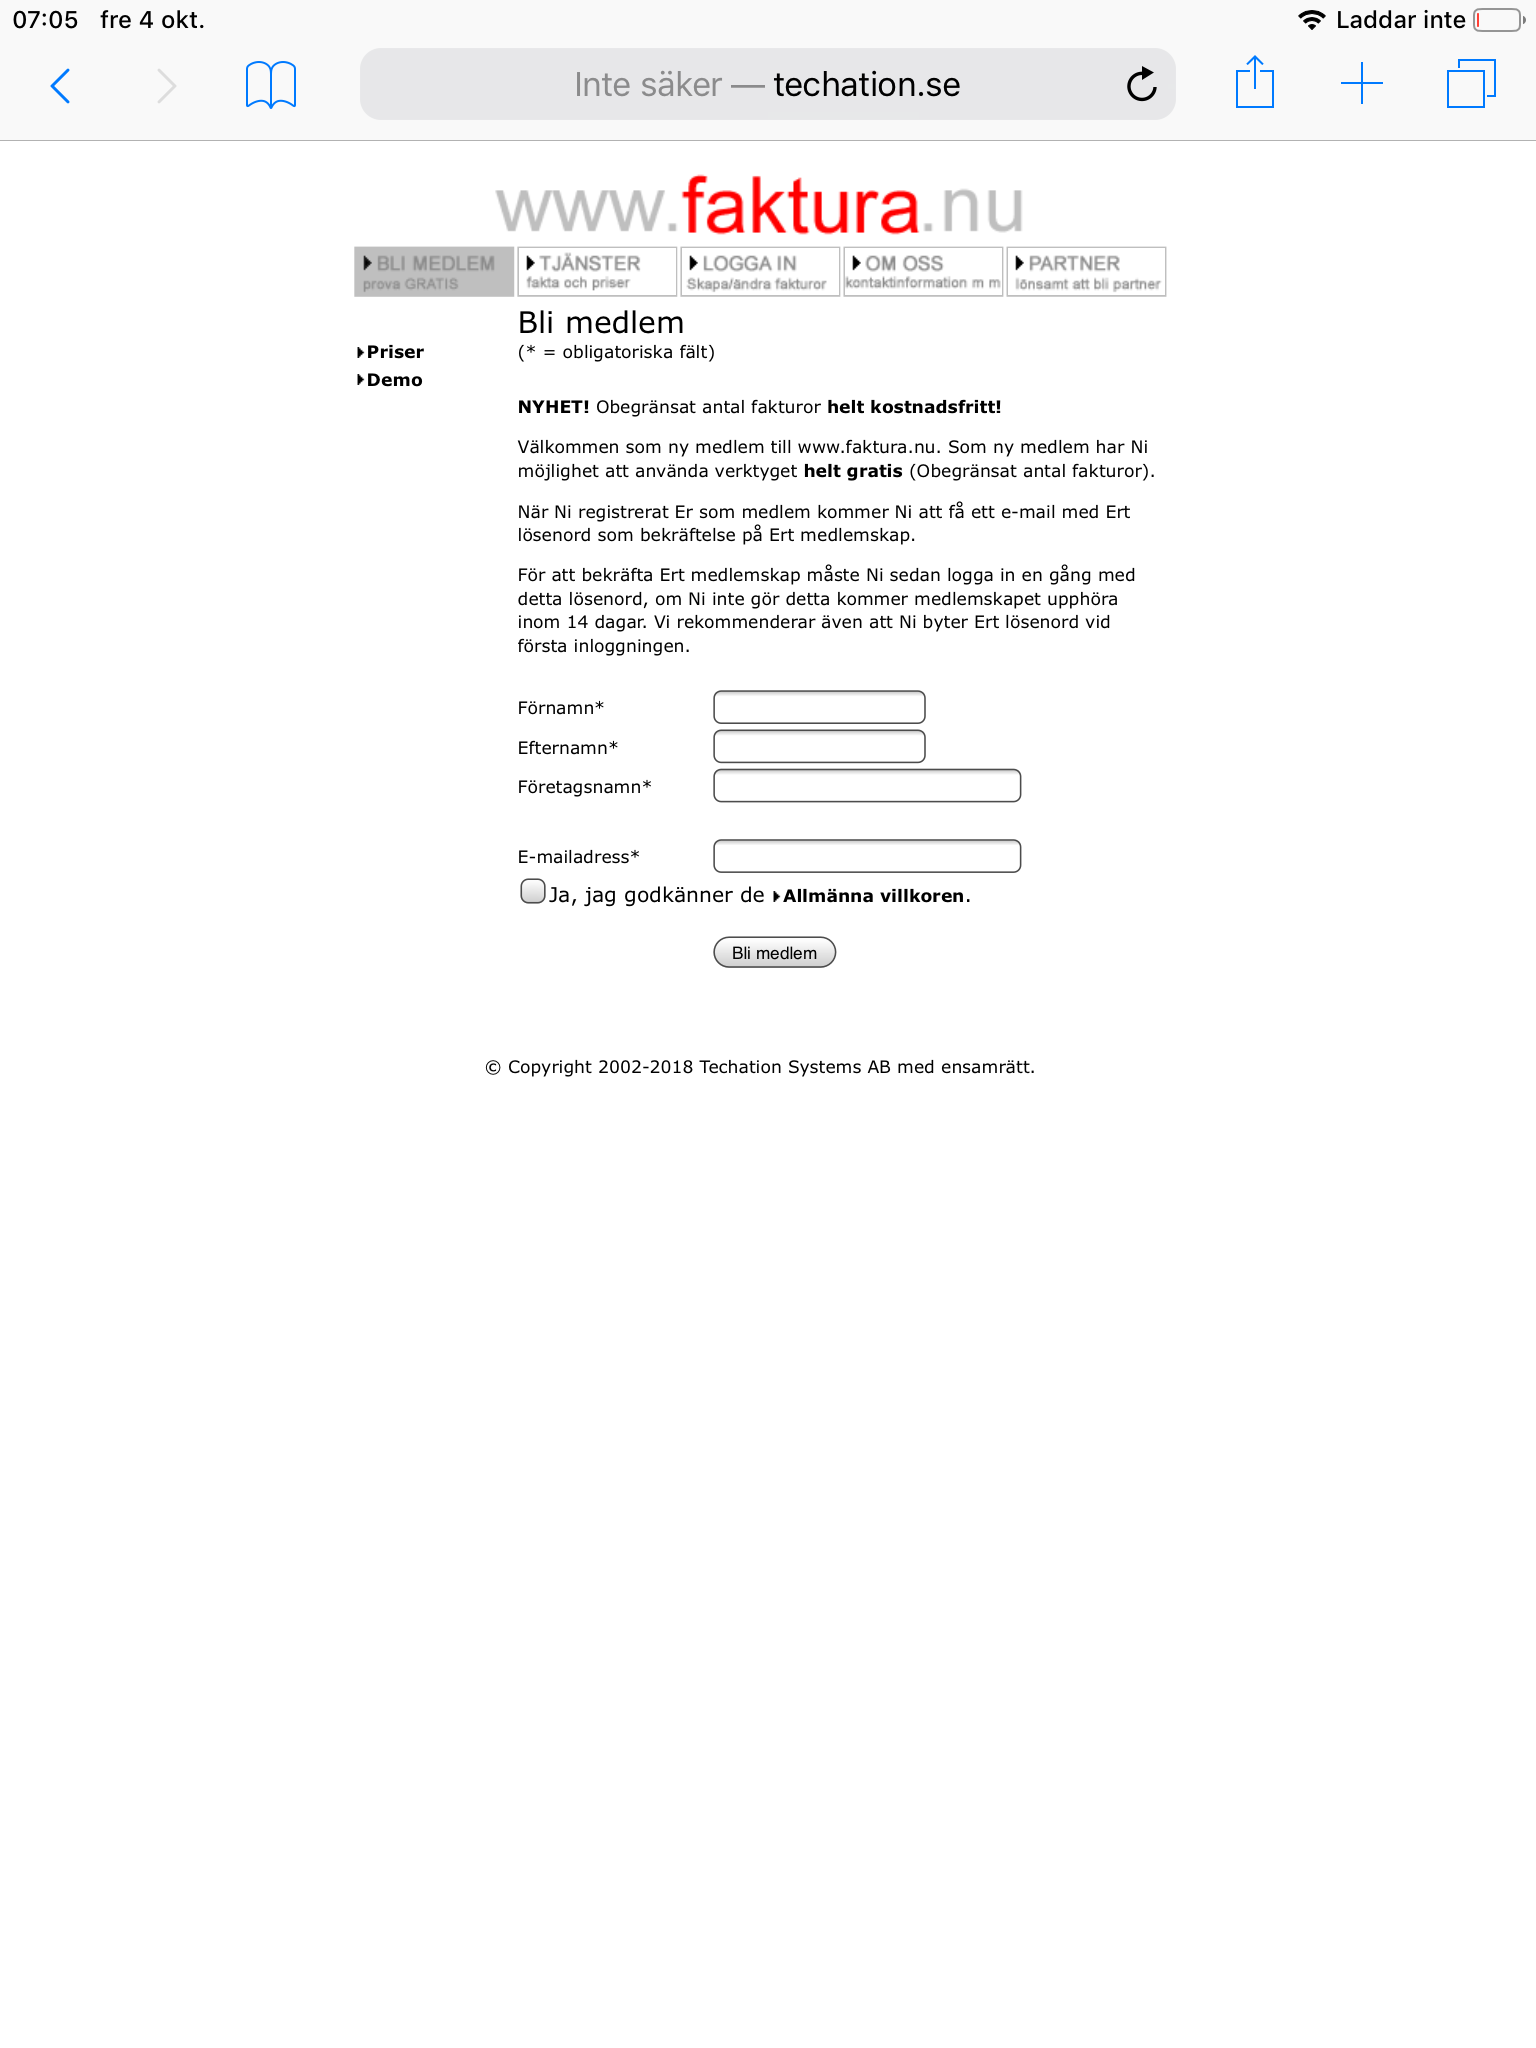 07:05 fre 4 okt. Laddar inte
Inte säker — techation.se
www.faktura.nu
BLI MEDLEM
prova GRATIS
TJÄNSTER
fakta och priser
LOGGA IN
Skapa/ändra fakturor
OM OSS
kontaktinformation m m
PARTNER
lönsamt att bli partner
Bli medlem
Priser
(* = obligatoriska fält)
Demo
NYHET! Obegränsat antal fakturor helt kostnadsfritt!
Välkommen som ny medlem till www.faktura.nu. Som ny medlem har Ni
möjlighet att använda verktyget helt gratis (Obegränsat antal fakturor).
När Ni registrerat Er som medlem kommer Ni att få ett e-mail med Ert
lösenord som bekräftelse på Ert medlemskap.
För att bekräfta Ert medlemskap måste Ni sedan logga in en gång med
detta lösenord, om Ni inte gör detta kommer medlemskapet upphöra
inom 14 dagar. Vi rekommenderar även att Ni byter Ert lösenord vid
första inloggningen.
Förnamn*
Efternamn*
Företagsnamn*
E-mailadress*
Ja, jag godkänner de Allmänna villkoren.
Bli medlem
© Copyright 2002-2018 Techation Systems AB med ensamrätt.